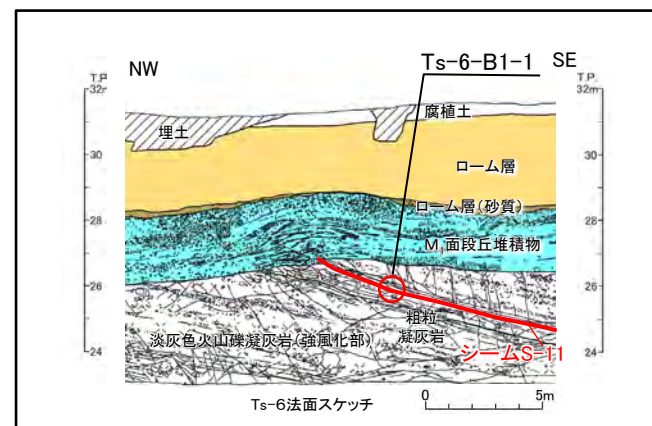 Ts-6-B1-1
NW
SE
T.P.
T.P.
32m
32m
腐植土
埋土
30
30
ローム層
ローム層(砂質)
28
28
M₁面段丘堆積物
26
26
粗粒
凝灰岩
淡灰色火山礫凝灰岩(強風化部)
シームS-11
24
24
Ts-6法面スケッチ
0
5m